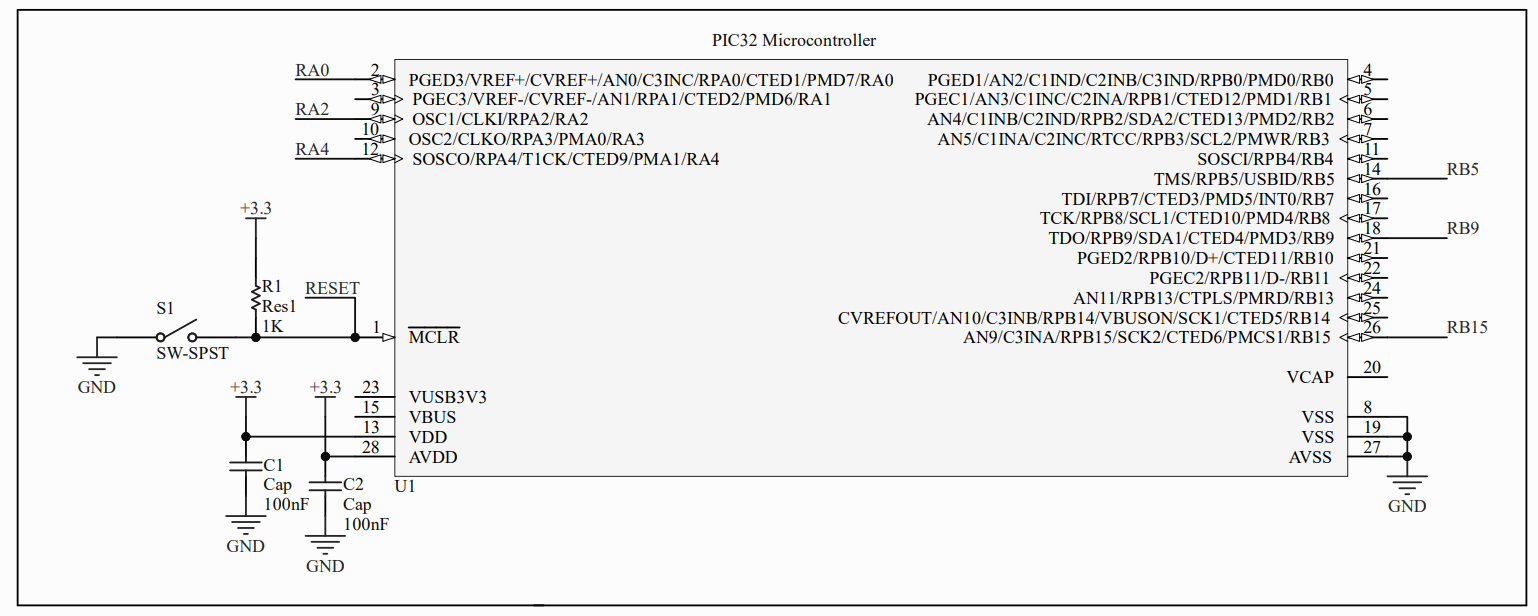 PIC32 Microcontroller
RA0
2
PGED3/VREF+/CVREF+/AN0/C3INC/RPA0/CTED1/PMD7/RA0
3
PGEC3/VREF-/CVREF-/AN1/RPA1/CTED2/PMD6/RA1
RA2
9
OSC1/CLKI/RPA2/RA2
10
OSC2/CLKO/RPA3/PMA0/RA3
RA4
12
SOSCO/RPA4/T1CK/CTED9/PMA1/RA4
PGED1/AN2/C1IND/C2INB/C3IND/RPB0/PMD0/RB0
4
PGEC1/AN3/C1INC/C2INA/RPB1/CTED12/PMD1/RB1
5
AN4/C1INB/C2IND/RPB2/SDA2/CTED13/PMD2/RB2
6
AN5/C1INA/C2INC/RTCC/RPB3/SCL2/PMWR/RB3
7
SOSCI/RPB4/RB4
11
TMS/RPB5/USBID/RB5
14
RB5
TDI/RPB7/CTED3/PMD5/INT0/RB7
16
TCK/RPB8/SCL1/CTED10/PMD4/RB8
17
TDO/RPB9/SDA1/CTED4/PMD3/RB9
18
RB9
PGED2/RPB10/D+/CTED11/RB10
21
PGEC2/RPB11/D-/RB11
22
AN11/RPB13/CTPLS/PMRD/RB13
24
CVREFOUT/AN10/C3INB/RPB14/VBUSON/SCK1/CTED5/RB14
25
AN9/C3INA/RPB15/SCK2/CTED6/PMCS1/RB15
26
RB15
+3.3
R1
Res1
1K
RESET
S1
SW-SPST
GND
1
MCLR
+3.3
+3.3
23
VUSB3V3
15
VBUS
13
VDD
28
AVDD
VCAP
20
VSS
8
VSS
19
AVSS
27
GND
C1
Cap
100nF
GND
C2
Cap
100nF
GND
U1